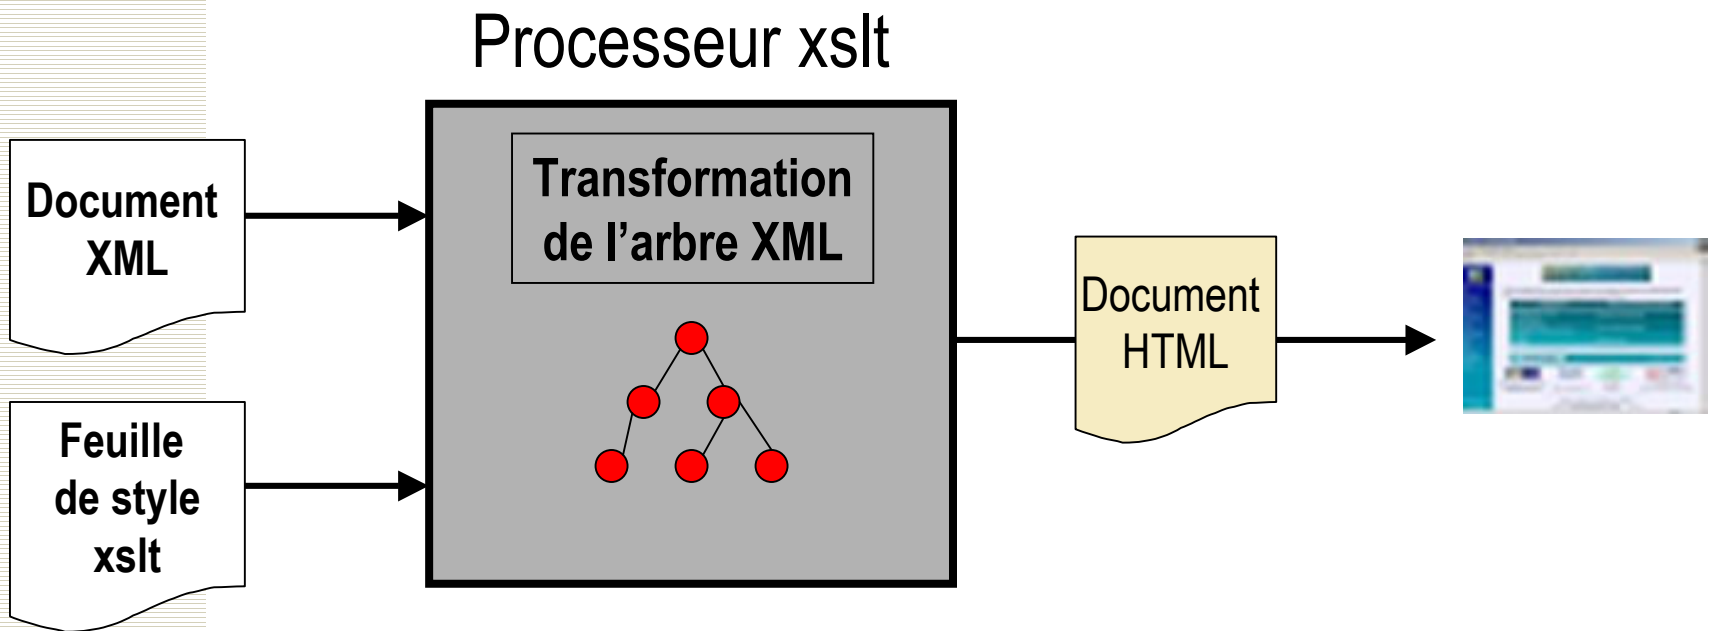 Processeur xslt
Document
XML
Transformation
de l’arbre XML
Document
HTML
Feuille
de style
xslt